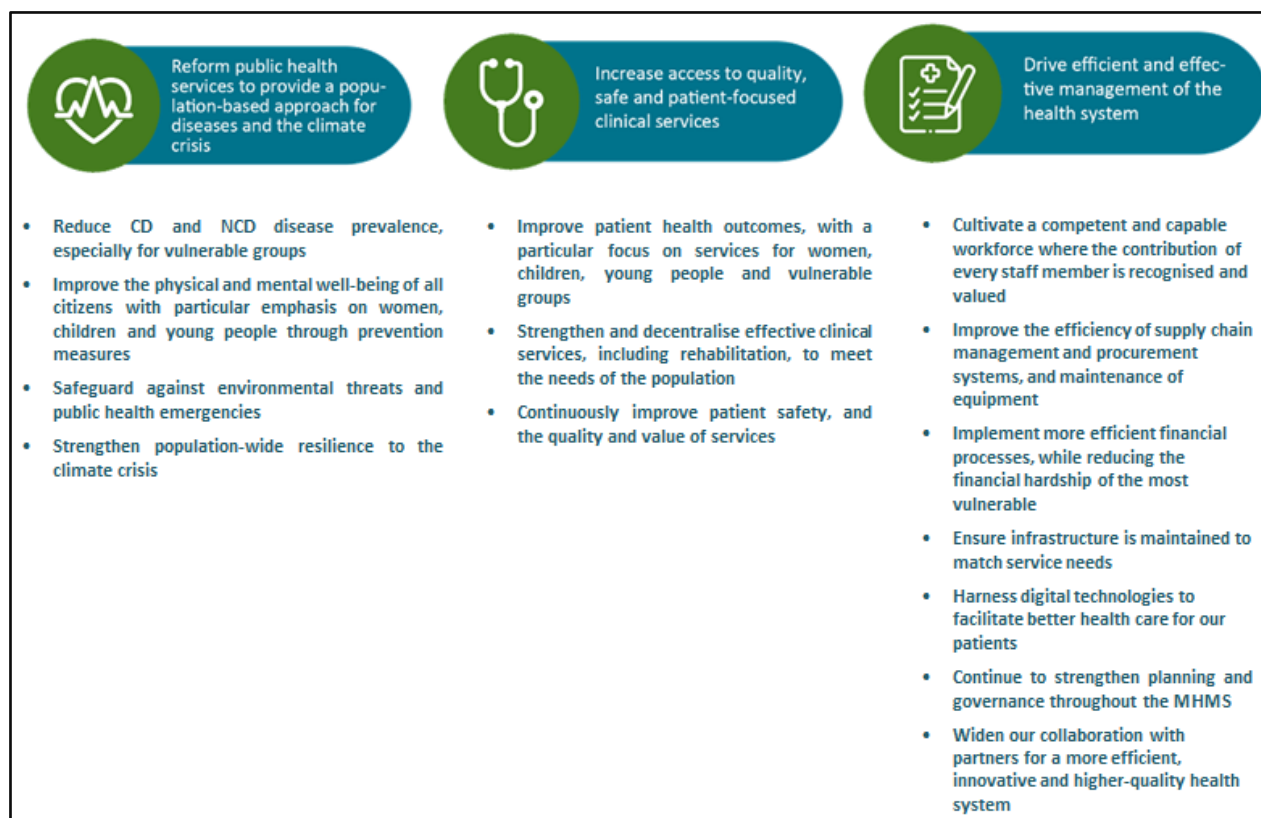 Reform public health
services to provide a popu-
lation-based approach for
diseases and the climate
crisis
• Reduce CD and NCD disease prevalence,
especially for vulnerable groups
• Improve the physical and mental well-being of all
citizens with particular emphasis on women,
children and young people through prevention
measures
• Safeguard against environmental threats and
public health emergencies
• Strengthen population-wide resilience to the
climate crisis
Increase access to quality,
safe and patient-focused
clinical services
• Improve patient health outcomes, with a
particular focus on services for women,
children, young people and vulnerable
groups
• Strengthen and decentralise effective clinical
services, including rehabilitation, to meet
the needs of the population
• Continuously improve patient safety, and
the quality and value of services
Drive efficient and effec-
tive management of the
health system
• Cultivate a competent and capable
workforce where the contribution of
every staff member is recognised and
valued
• Improve the efficiency of supply chain
management and procurement
systems, and maintenance of
equipment
• Implement more efficient financial
processes, while reducing the
financial hardship of the most
vulnerable
• Ensure infrastructure is maintained to
match service needs
• Harness digital technologies to
facilitate better health care for our
patients
• Continue to strengthen planning and
governance throughout the MHMS
• Widen our collaboration with
partners for a more efficient,
innovative and higher-quality health
system